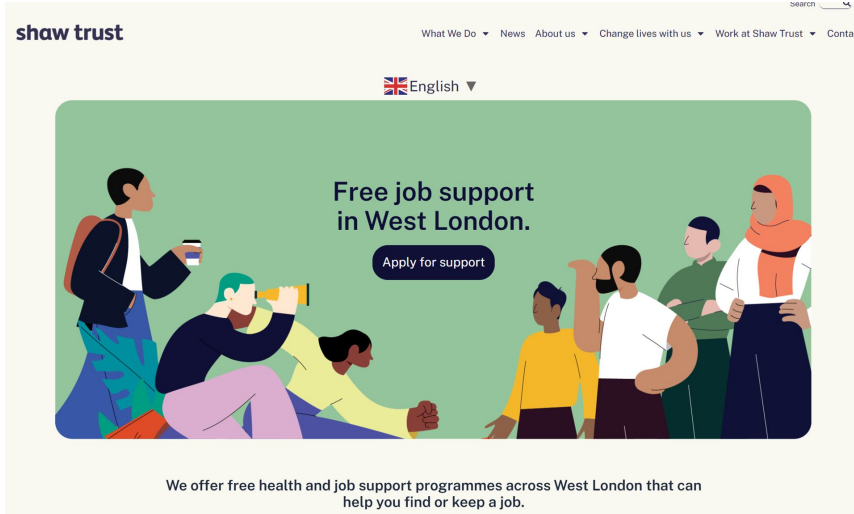 Search
shaw trust
What We Do ▼ News About us ▼ Change lives with us ▼ Work at Shaw Trust ▼ Conta
English ▼
Free job support
in West London.
Apply for support
We offer free health and job support programmes across West London that can
help you find or keep a job.